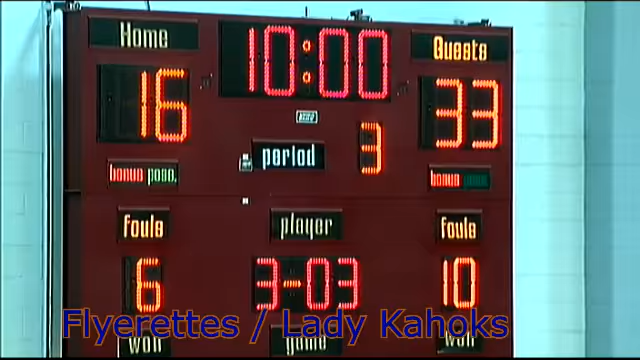 Home 10:00 Guests
16 33
period 3
bonus poss. bonus
fouls player fouls
6 3-03 10
Flyerettes / Lady Kahoks
won game won